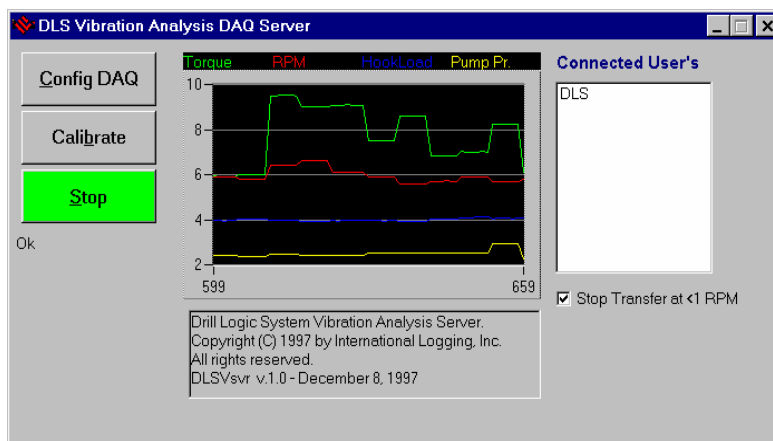 DLS Vibration Analysis DAQ Server
Config DAQ
Calibrate
Stop
Ok
Torque RPM HookLoad Pump Pr.
10
8
6
4
2
599 659
Drill Logic System Vibration Analysis Server.
Copyright (C) 1997 by International Logging, Inc.
All rights reserved.
DLSVsvr v.1.0 - December 8, 1997
Connected User's
DLS
Stop Transfer at <1 RPM